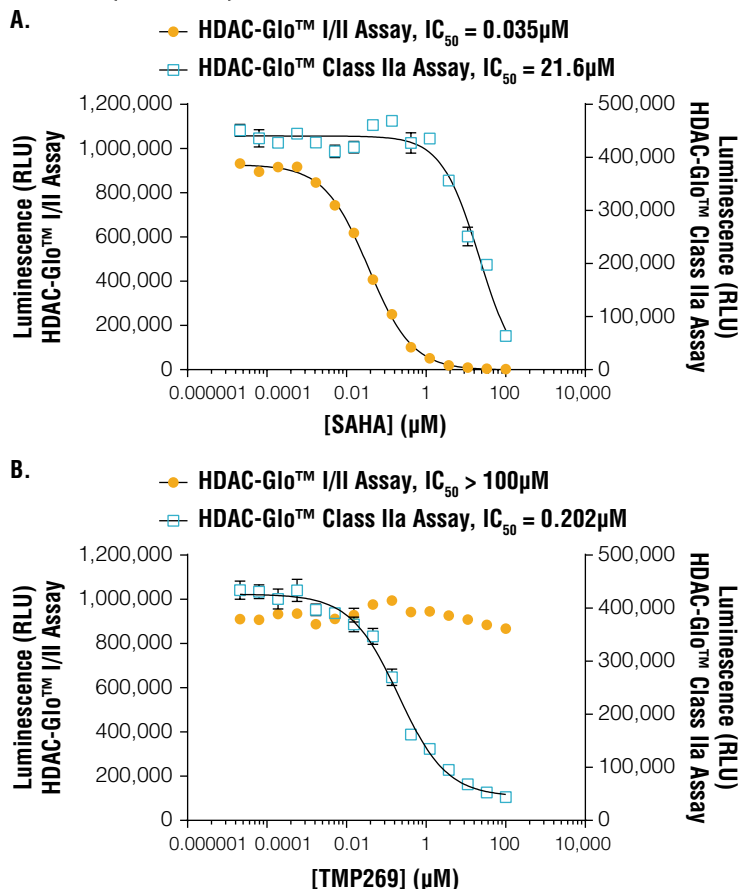 A.
HDAC-Glo™ I/II Assay, IC50 = 0.035µM
HDAC-Glo™ Class IIa Assay, IC50 = 21.6µM
Luminescence (RLU)
HDAC-Glo™ I/II Assay
1,200,000
1,000,000
800,000
600,000
400,000
200,000
0
500,000
400,000
300,000
200,000
100,000
0
Luminescence (RLU)
HDAC-Glo™ Class IIa Assay
0.000001 0.0001 0.01 1 100 10,000
[SAHA] (µM)
B.
HDAC-Glo™ I/II Assay, IC50 > 100µM
HDAC-Glo™ Class IIa Assay, IC50 = 0.202µM
Luminescence (RLU)
HDAC-Glo™ I/II Assay
1,200,000
1,000,000
800,000
600,000
400,000
200,000
0
500,000
400,000
300,000
200,000
100,000
0
Luminescence (RLU)
HDAC-Glo™ Class IIa Assay
0.000001 0.0001 0.01 1 100 10,000
[TMP269] (µM)